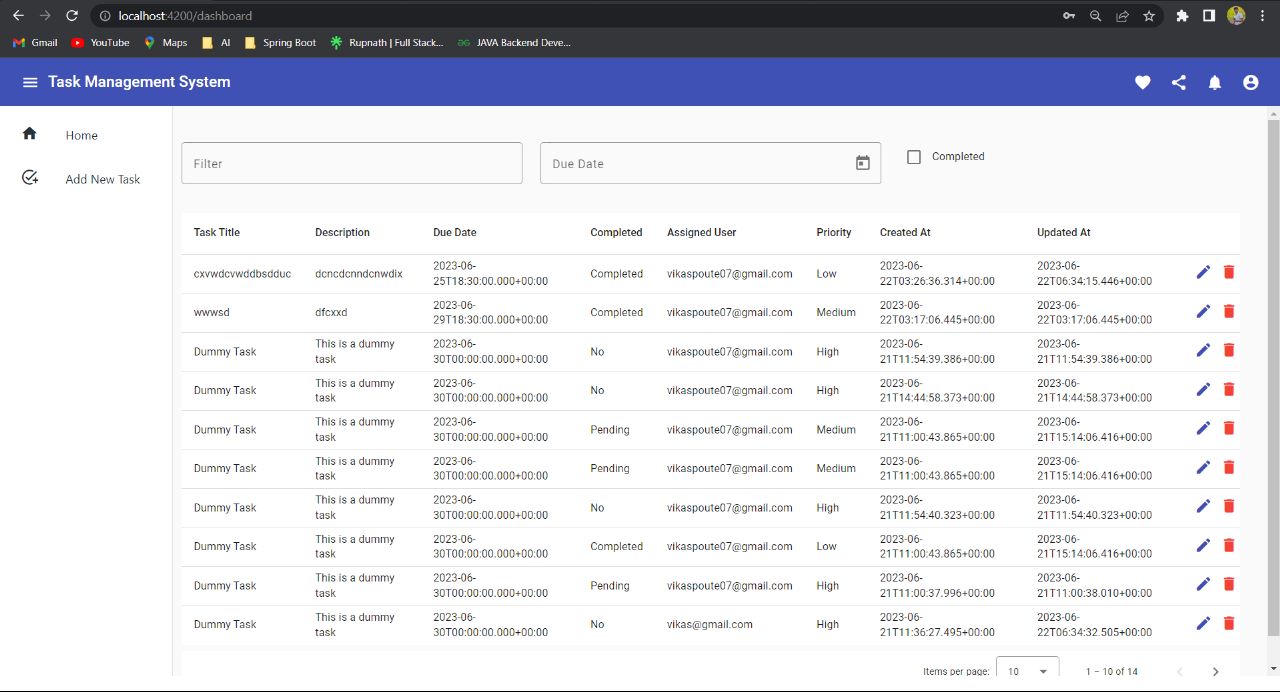 localhost:4200/dashboard
Gmail YouTube Maps AI Spring Boot Rupnath | Full Stack... JAVA Backend Deve...
Task Management System
Home
Add New Task
Filter Due Date Completed
Task Title Description Due Date Completed Assigned User Priority Created At Updated At
cxvwdcvwddbsdduc dcncdcnndcnwdix 2023-06- Completed vikaspoute07@gmail.com Low 2023-06- 2023-06-
25T18:30:00.000+00:00 22T03:26:36.314+00:00 22T06:34:15.446+00:00
wwwsd dfcxxd 2023-06- Completed vikaspoute07@gmail.com Medium 2023-06- 2023-06-
29T18:30:00.000+00:00 22T03:17:06.445+00:00 22T03:17:06.445+00:00
Dummy Task This is a dummy 2023-06- No vikaspoute07@gmail.com High 2023-06- 2023-06-
task 30T00:00:00.000+00:00 21T11:54:39.386+00:00 21T11:54:39.386+00:00
Dummy Task This is a dummy 2023-06- No vikaspoute07@gmail.com High 2023-06- 2023-06-
task 30T00:00:00.000+00:00 21T14:44:58.373+00:00 21T14:44:58.373+00:00
Dummy Task This is a dummy 2023-06- Pending vikaspoute07@gmail.com Medium 2023-06- 2023-06-
task 30T00:00:00.000+00:00 21T11:00:43.865+00:00 21T15:14:06.416+00:00
Dummy Task This is a dummy 2023-06- Pending vikaspoute07@gmail.com Medium 2023-06- 2023-06-
task 30T00:00:00.000+00:00 21T11:00:43.865+00:00 21T15:14:06.416+00:00
Dummy Task This is a dummy 2023-06- No vikaspoute07@gmail.com High 2023-06- 2023-06-
task 30T00:00:00.000+00:00 21T11:54:40.323+00:00 21T11:54:40.323+00:00
Dummy Task This is a dummy 2023-06- Completed vikaspoute07@gmail.com Low 2023-06- 2023-06-
task 30T00:00:00.000+00:00 21T11:00:43.865+00:00 21T15:14:06.416+00:00
Dummy Task This is a dummy 2023-06- Pending vikaspoute07@gmail.com High 2023-06- 2023-06-
task 30T00:00:00.000+00:00 21T11:00:37.996+00:00 21T11:00:38.010+00:00
Dummy Task This is a dummy 2023-06- No vikas@gmail.com High 2023-06- 2023-06-
task 30T00:00:00.000+00:00 21T11:36:27.495+00:00 22T06:34:32.505+00:00
Items per page: 10 1 – 10 of 14